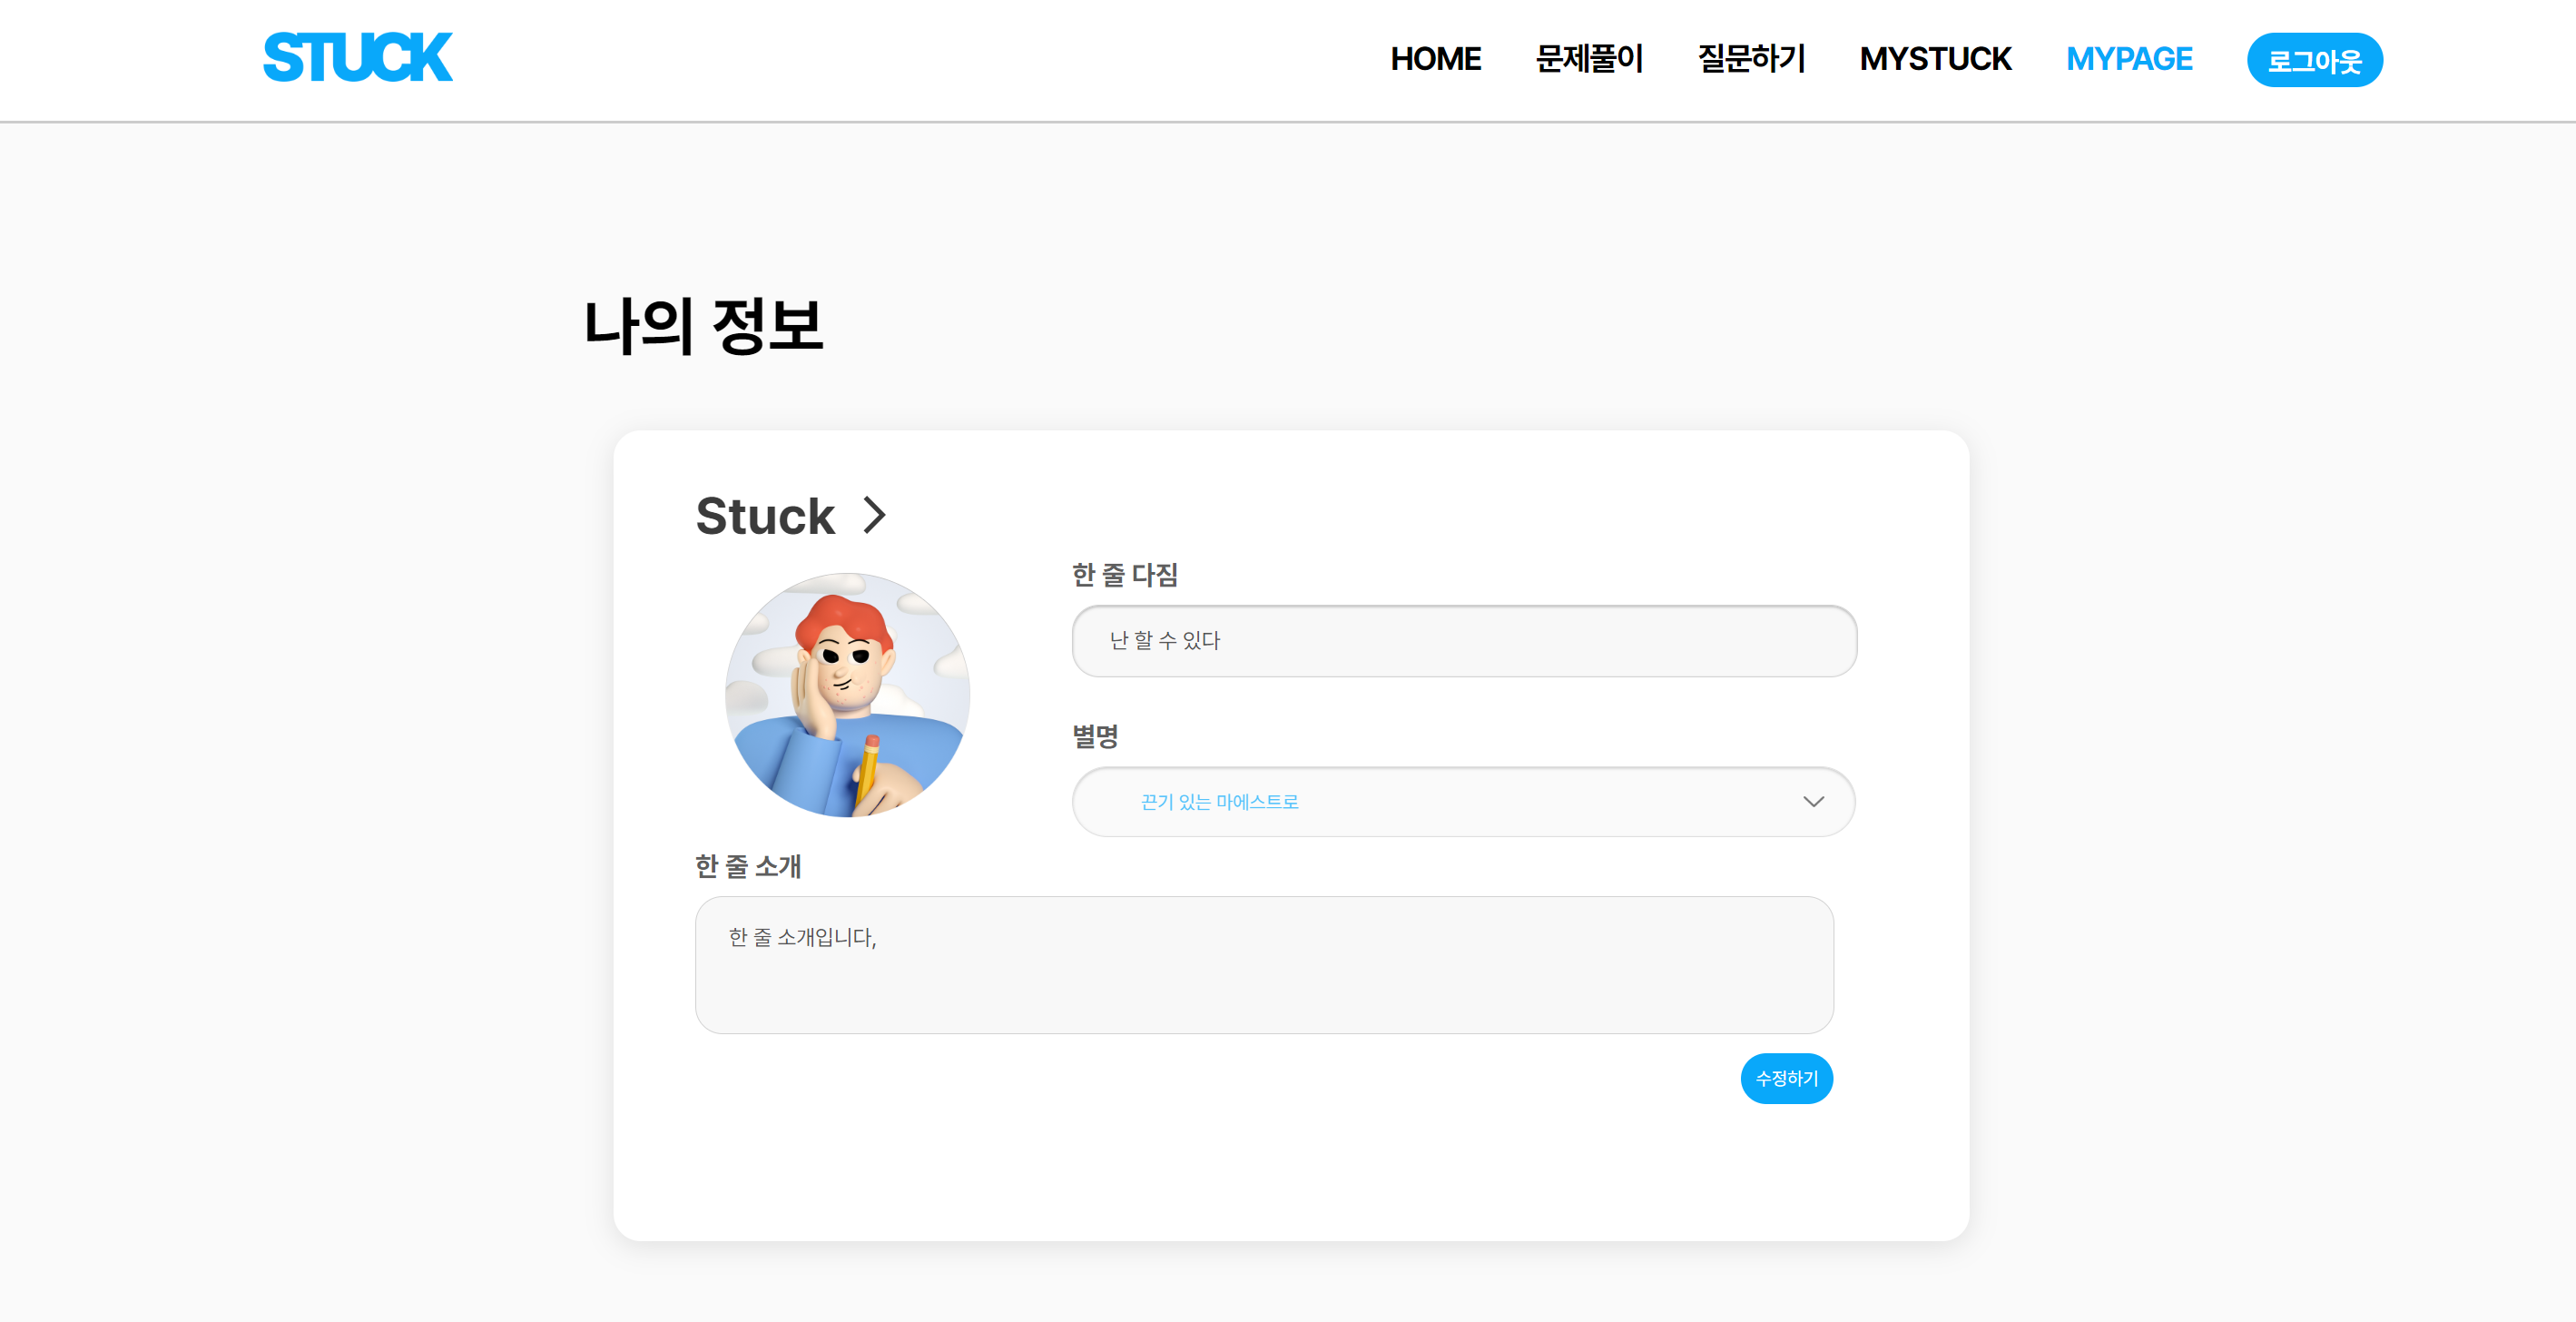 STUCK
HOME 문제풀이 질문하기 MYSTUCK MYPAGE 로그아웃
나의 정보
Stuck
한 줄 다짐
난 할 수 있다
별명
끈기 있는 마에스트로
한 줄 소개
한 줄 소개입니다,
수정하기